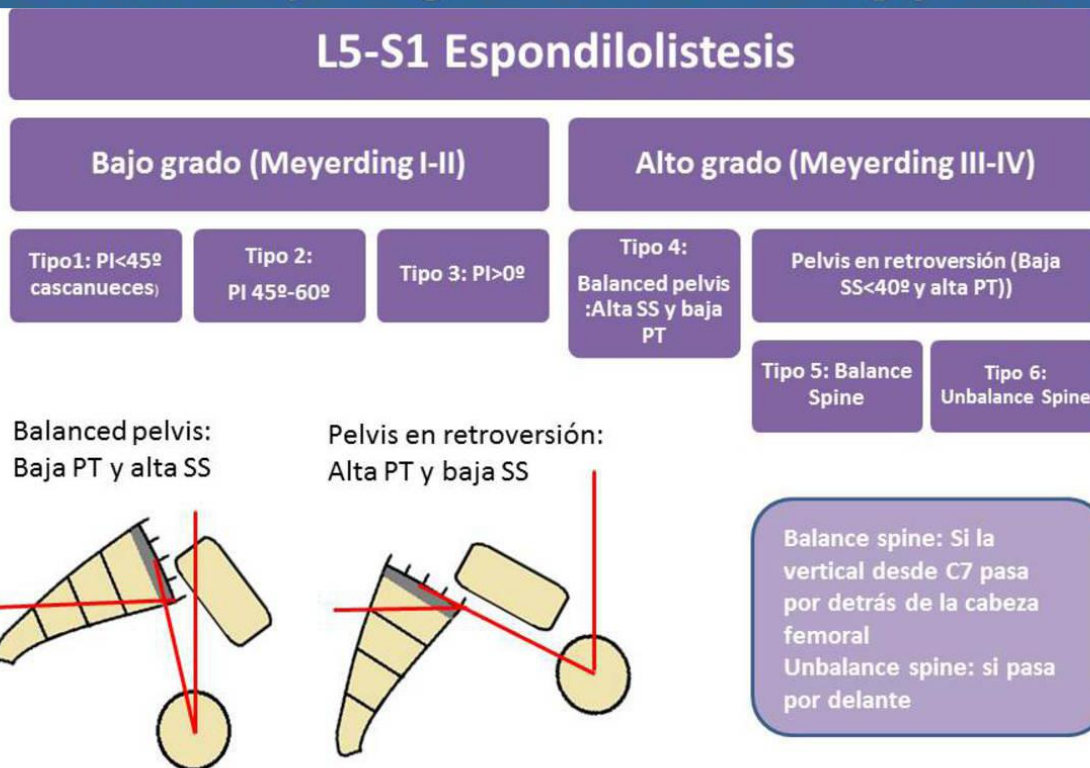 L5-S1 Espondilolistesis
Bajo grado (Meyerding I-II)
Alto grado (Meyerding III-IV)
Tipo1: PI<45º
cascanueces)
Tipo 2:
PI 45º-60º
Tipo 3: PI>0º
Tipo 4:
Balanced pelvis
:Alta SS y baja
PT
Pelvis en retroversión (Baja
SS<40º y alta PT))
Tipo 5: Balance
Spine
Tipo 6:
Unbalance Spine
Balanced pelvis:
Baja PT y alta SS
Pelvis en retroversión:
Alta PT y baja SS
Balance spine: Si la
vertical desde C7 pasa
por detrás de la cabeza
femoral
Unbalance spine: si pasa
por delante